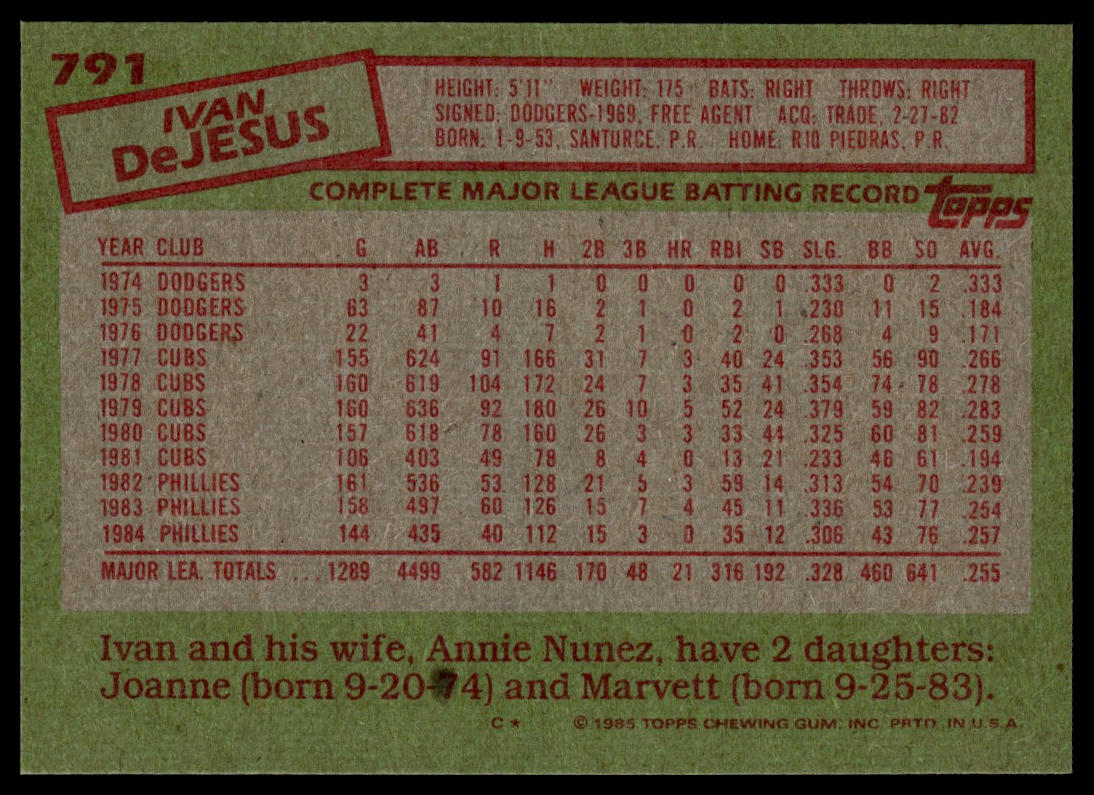 791
IVAN
DeJESUS
HEIGHT: 5'11" WEIGHT: 175 BATS: RIGHT THROWS: RIGHT
SIGNED: DODGERS-1969, FREE AGENT ACQ: TRADE, 2-27-82
BORN: 1-9-53, SANTURCE, P.R. HOME: RIO PIEDRAS, P.R.
COMPLETE MAJOR LEAGUE BATTING RECORD topps
YEAR CLUB G AB R H 2B 3B HR RBI SB SLG. BB SO AVG.
1974 DODGERS 3 3 1 1 0 0 0 0 0 .333 0 2 .333
1975 DODGERS 63 87 10 16 2 1 0 2 1 .230 11 15 .184
1976 DODGERS 22 41 4 7 2 1 0 2 0 .268 4 9 .171
1977 CUBS 155 624 91 166 31 7 3 40 24 .353 56 90 .266
1978 CUBS 160 619 104 172 24 7 3 35 41 .354 74 78 .278
1979 CUBS 160 636 92 180 26 10 5 52 24 .379 59 82 .283
1980 CUBS 157 618 78 160 26 3 3 33 44 .325 60 81 .259
1981 CUBS 106 403 49 78 8 4 0 13 21 .233 46 61 .194
1982 PHILLIES 161 536 53 128 21 5 3 59 14 .313 54 70 .239
1983 PHILLIES 158 497 60 126 15 7 4 45 11 .336 53 77 .254
1984 PHILLIES 144 435 40 112 15 3 0 35 12 .306 43 76 .257
MAJOR LEA. TOTALS ... 1289 4499 582 1146 170 48 21 316 192 .328 460 641 .255
Ivan and his wife, Annie Nunez, have 2 daughters:
Joanne (born 9-20-74) and Marvett (born 9-25-83).
C * © 1985 TOPPS CHEWING GUM, INC. PRTD. IN U.S.A.